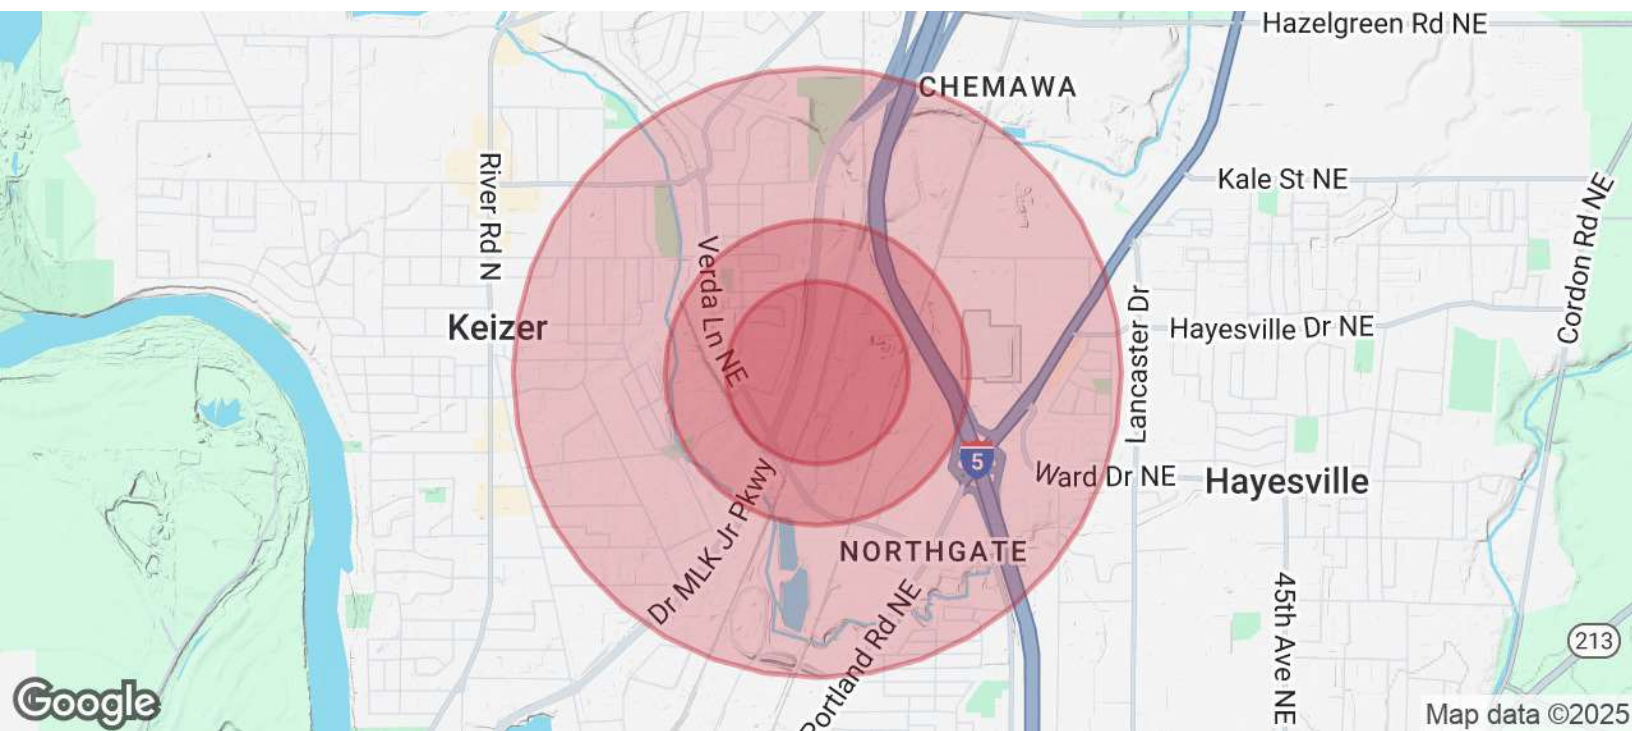 Hazelgreen Rd NE
CHEMAWA
River Rd N
Kale St NE
Cordon Rd NE
Verda Ln NE
Keizer
Lancaster Dr
Hayesville Dr NE
5
Ward Dr NE
Hayesville
Dr MLK Jr Pkwy
NORTHGATE
Portland Rd NE
45th Ave NE
213
Google
Map data ©2025